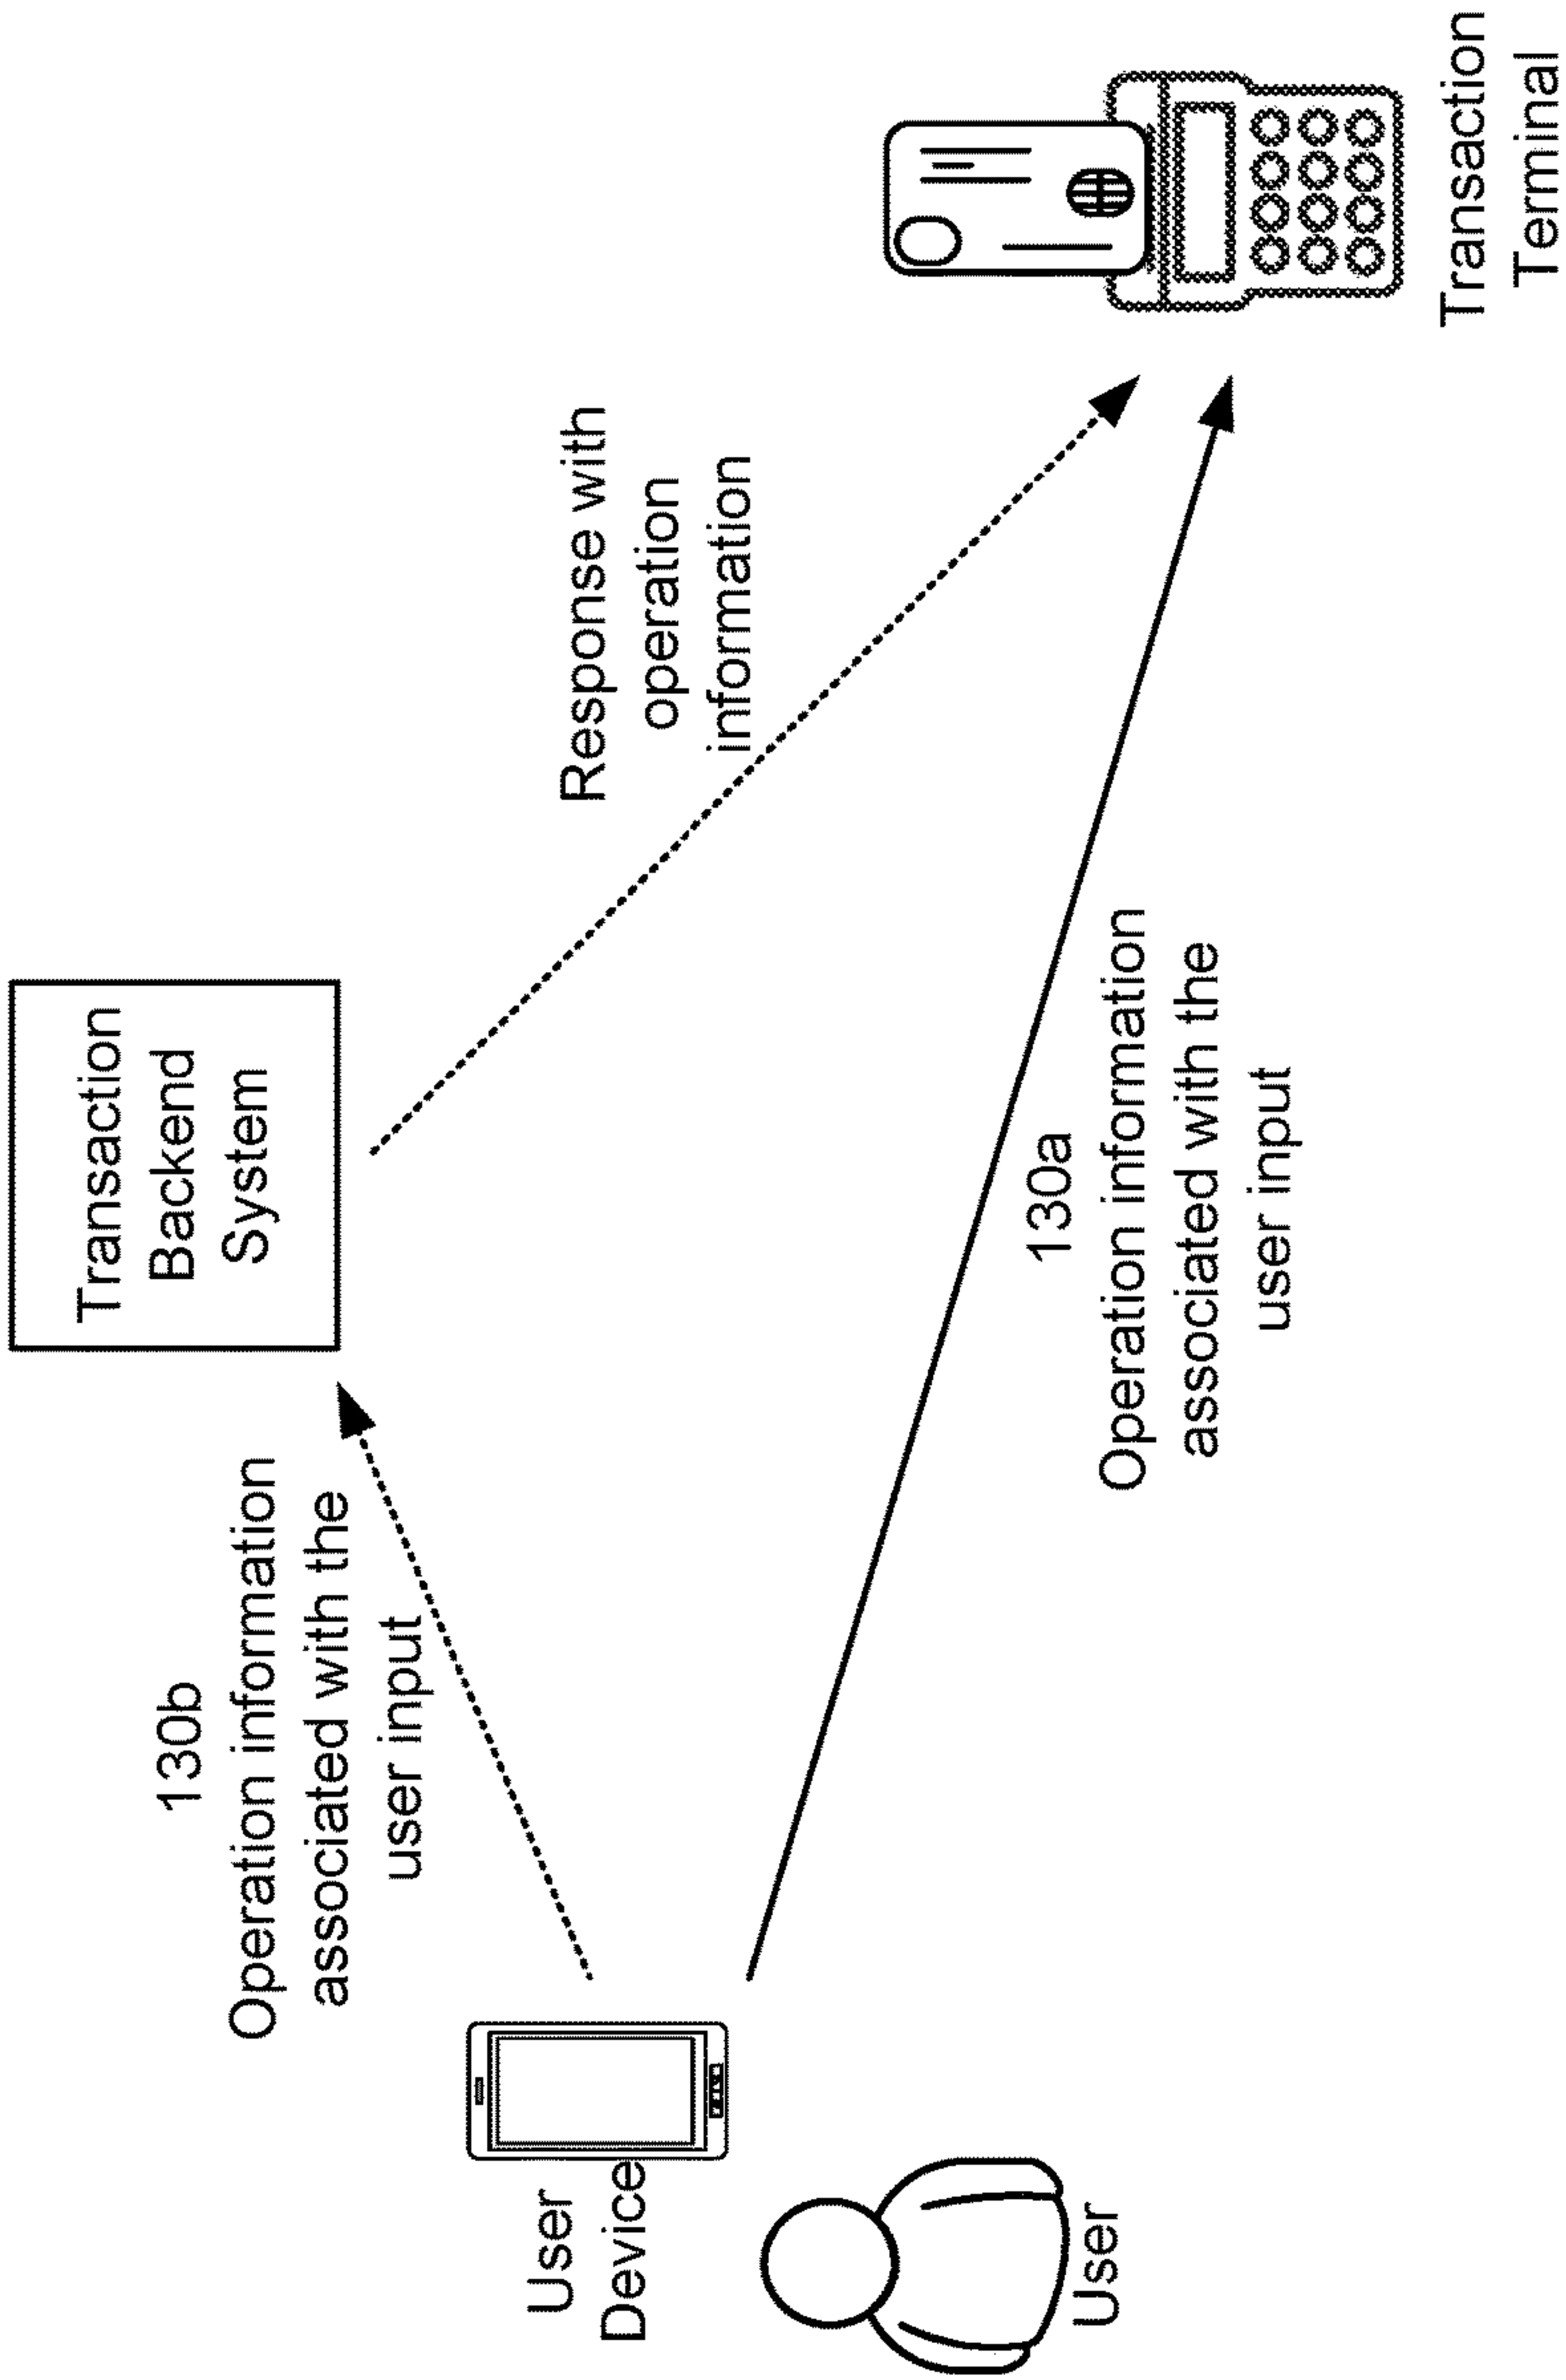 Transaction
Backend
System
130b
Operation information
associated with the
user input
Response with
operation
information
User
Device
130a
Operation information
associated with the
user input
User
Transaction
Terminal